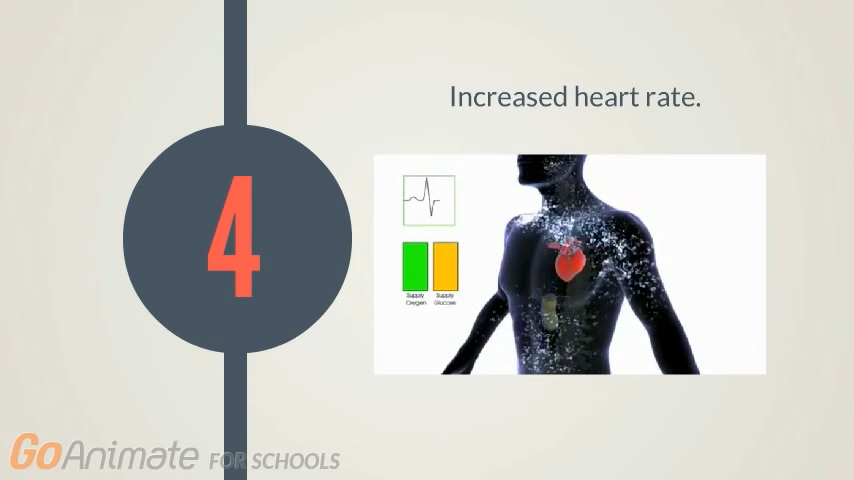 Increased heart rate.
4
Supply Supply
Oxygen Glucose
GoAnimate FOR SCHOOLS